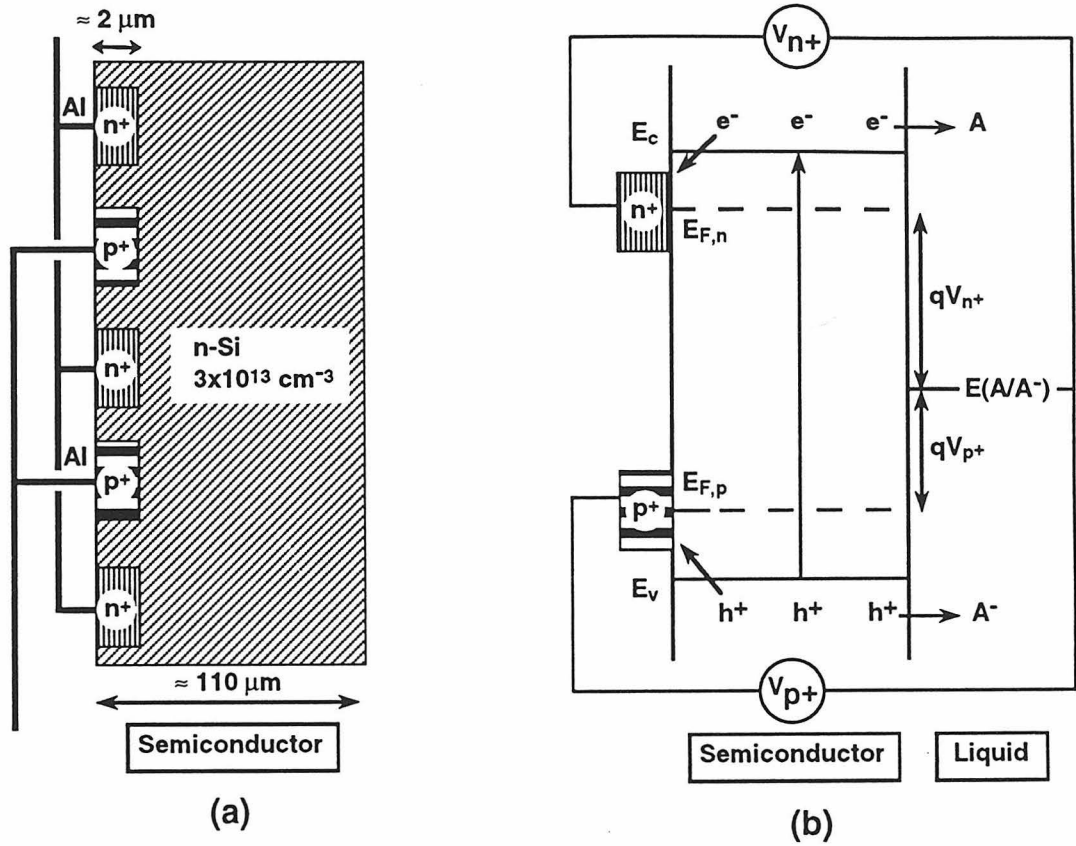 ≈ 2 μm
Al
n+
p+
n+
n-Si
3x10¹³ cm⁻³
Al
p+
n+
≈ 110 μm
Semiconductor
(a)
Vn+
Ec
e- e- e- A
n+
EF,n
qVn+
E(A/A-)
qVp+
EF,p
p+
Ev
h+ h+ h+ A-
Vp+
Semiconductor Liquid
(b)